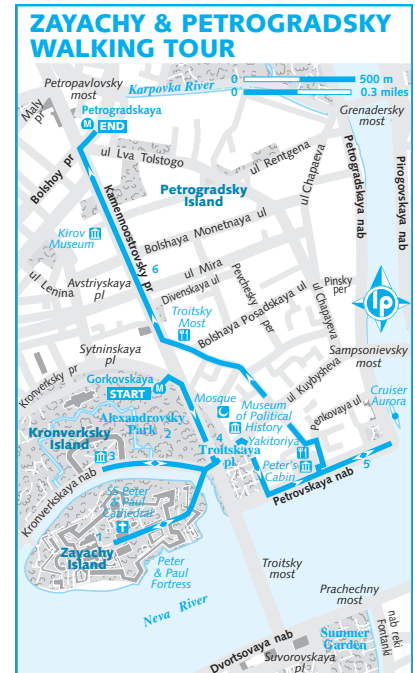 ZAYACHY & PETROGRADSKY
WALKING TOUR
0 500 m
0 0.3 miles
Petropavlovsky
most
Karpovka River
Grenadersky
most
Maly
pr
Petrogradskaya
M END
Bolshoy pr
ul Lva Tolstogo
ul Rentgena
ul Chapaeva
Petrogradskaya nab
Pirogovskaya nab
Petrogradsky
Island
Kamennoostrovsky pr
Kirov
Museum
6
Bolshaya Monetnaya ul
ul Lenina
Avstriyskaya
pl
ul Mira
Divenskaya ul
Pevchesky
per
Pinsky
per
lp
Troitsky
Most
Bolshaya Posadskaya ul
ul Chapayeva
Sytninskaya
pl
Sampsonievsky
most
Kronverksky pr
Gorkovskaya
START M
Mosque
Museum
of Political
History
ul Kuybysheva
Cruiser
Aurora
Alexandrovsky
Park 2
Penkovaya ul
Kronverksky
Island
3
4
Troitskaya
pl
Yakitoriya
Peter's
Cabin
5
Kronverkskaya nab
Petrovskaya nab
SS Peter
& Paul
Cathedral
1
Zayachy
Island
Peter
& Paul
Fortress
Troitsky
most
Neva River
Prachechny
most
nab reki
Fontanki
Summer
Garden
Dvortsovaya nab
Suvorovskaya
pl